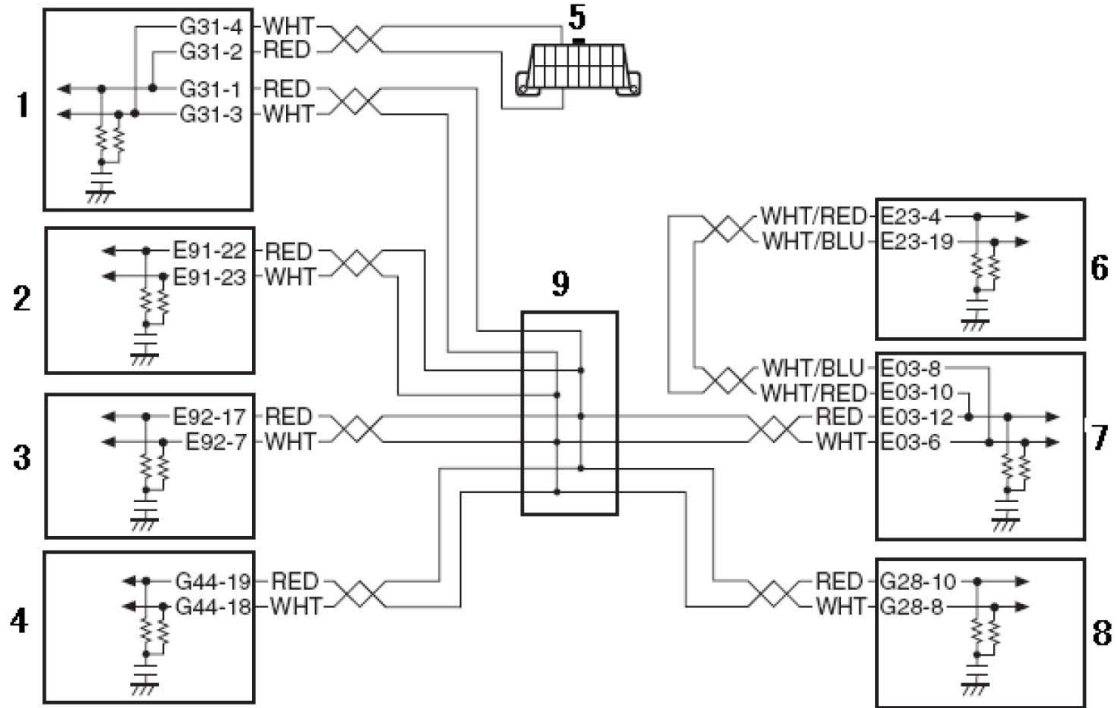 1
G31-4 WHT
G31-2 RED
G31-1 RED
G31-3 WHT
5
2
E91-22 RED
E91-23 WHT
3
E92-17 RED
E92-7 WHT
4
G44-19 RED
G44-18 WHT
9
WHT/RED E23-4
WHT/BLU E23-19
6
WHT/BLU E03-8
WHT/RED E03-10
RED E03-12
WHT E03-6
7
RED G28-10
WHT G28-8
8